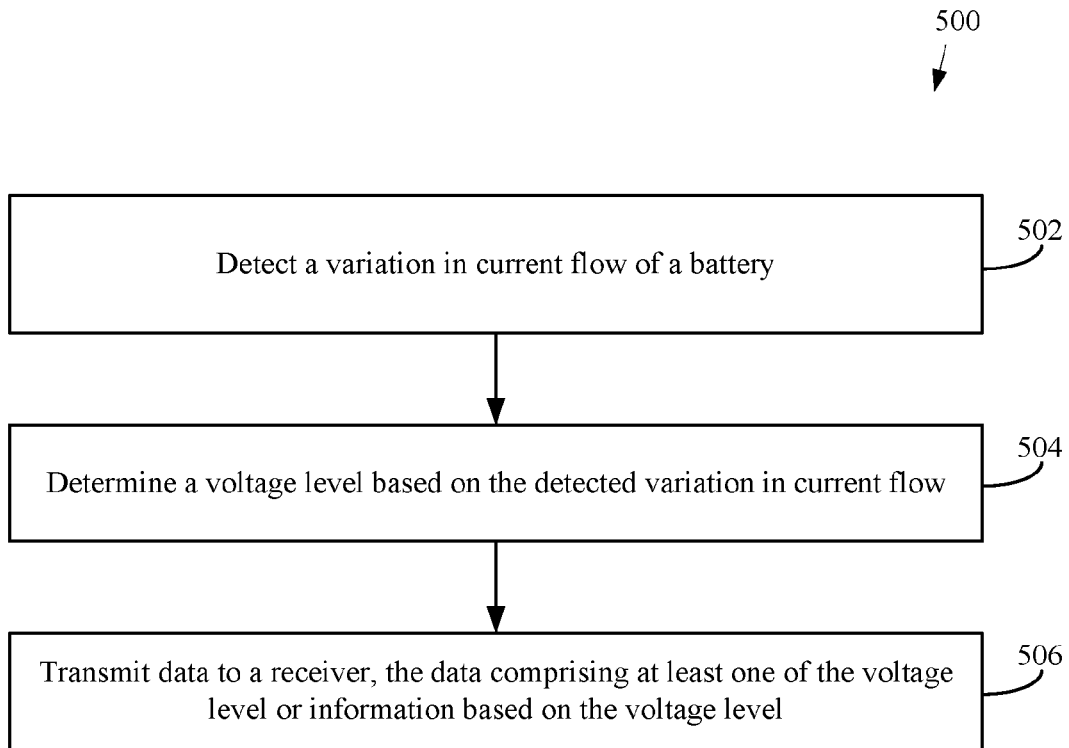 500
Detect a variation in current flow of a battery
502
Determine a voltage level based on the detected variation in current flow
504
Transmit data to a receiver, the data comprising at least one of the voltage
level or information based on the voltage level
506